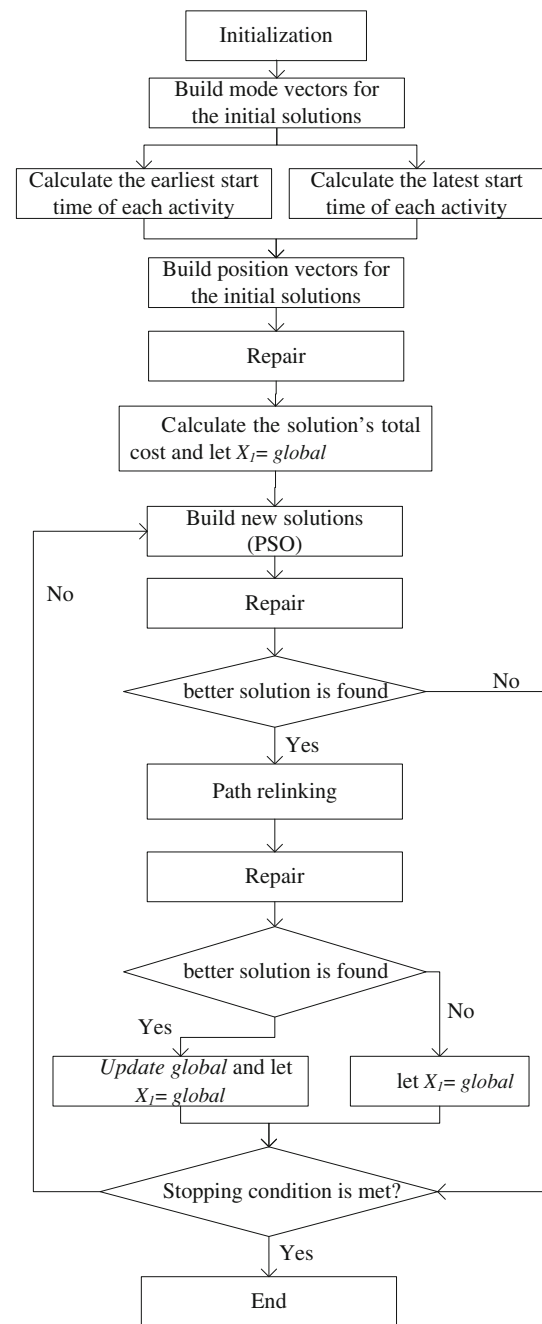 Initialization
Build mode vectors for
the initial solutions
Calculate the earliest start
time of each activity
Calculate the latest start
time of each activity
Build position vectors for
the initial solutions
Repair
Calculate the solution's total
cost and let X1= global
Build new solutions
(PSO)
No
Repair
better solution is found
No
Yes
Path relinking
Repair
better solution is found
Yes
No
Update global and let
X1= global
let X1= global
Stopping condition is met?
Yes
End